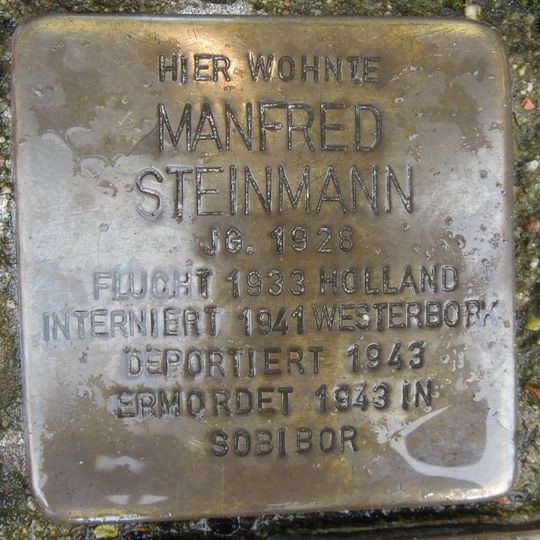 HIER WOHNTE
MANFRED
STEINMANN
JG. 1928
FLUCHT 1933 HOLLAND
INTERNIERT 1941 WESTERBORK
DEPORTIERT 1943
ERMORDET 1943 IN
SOBIBOR